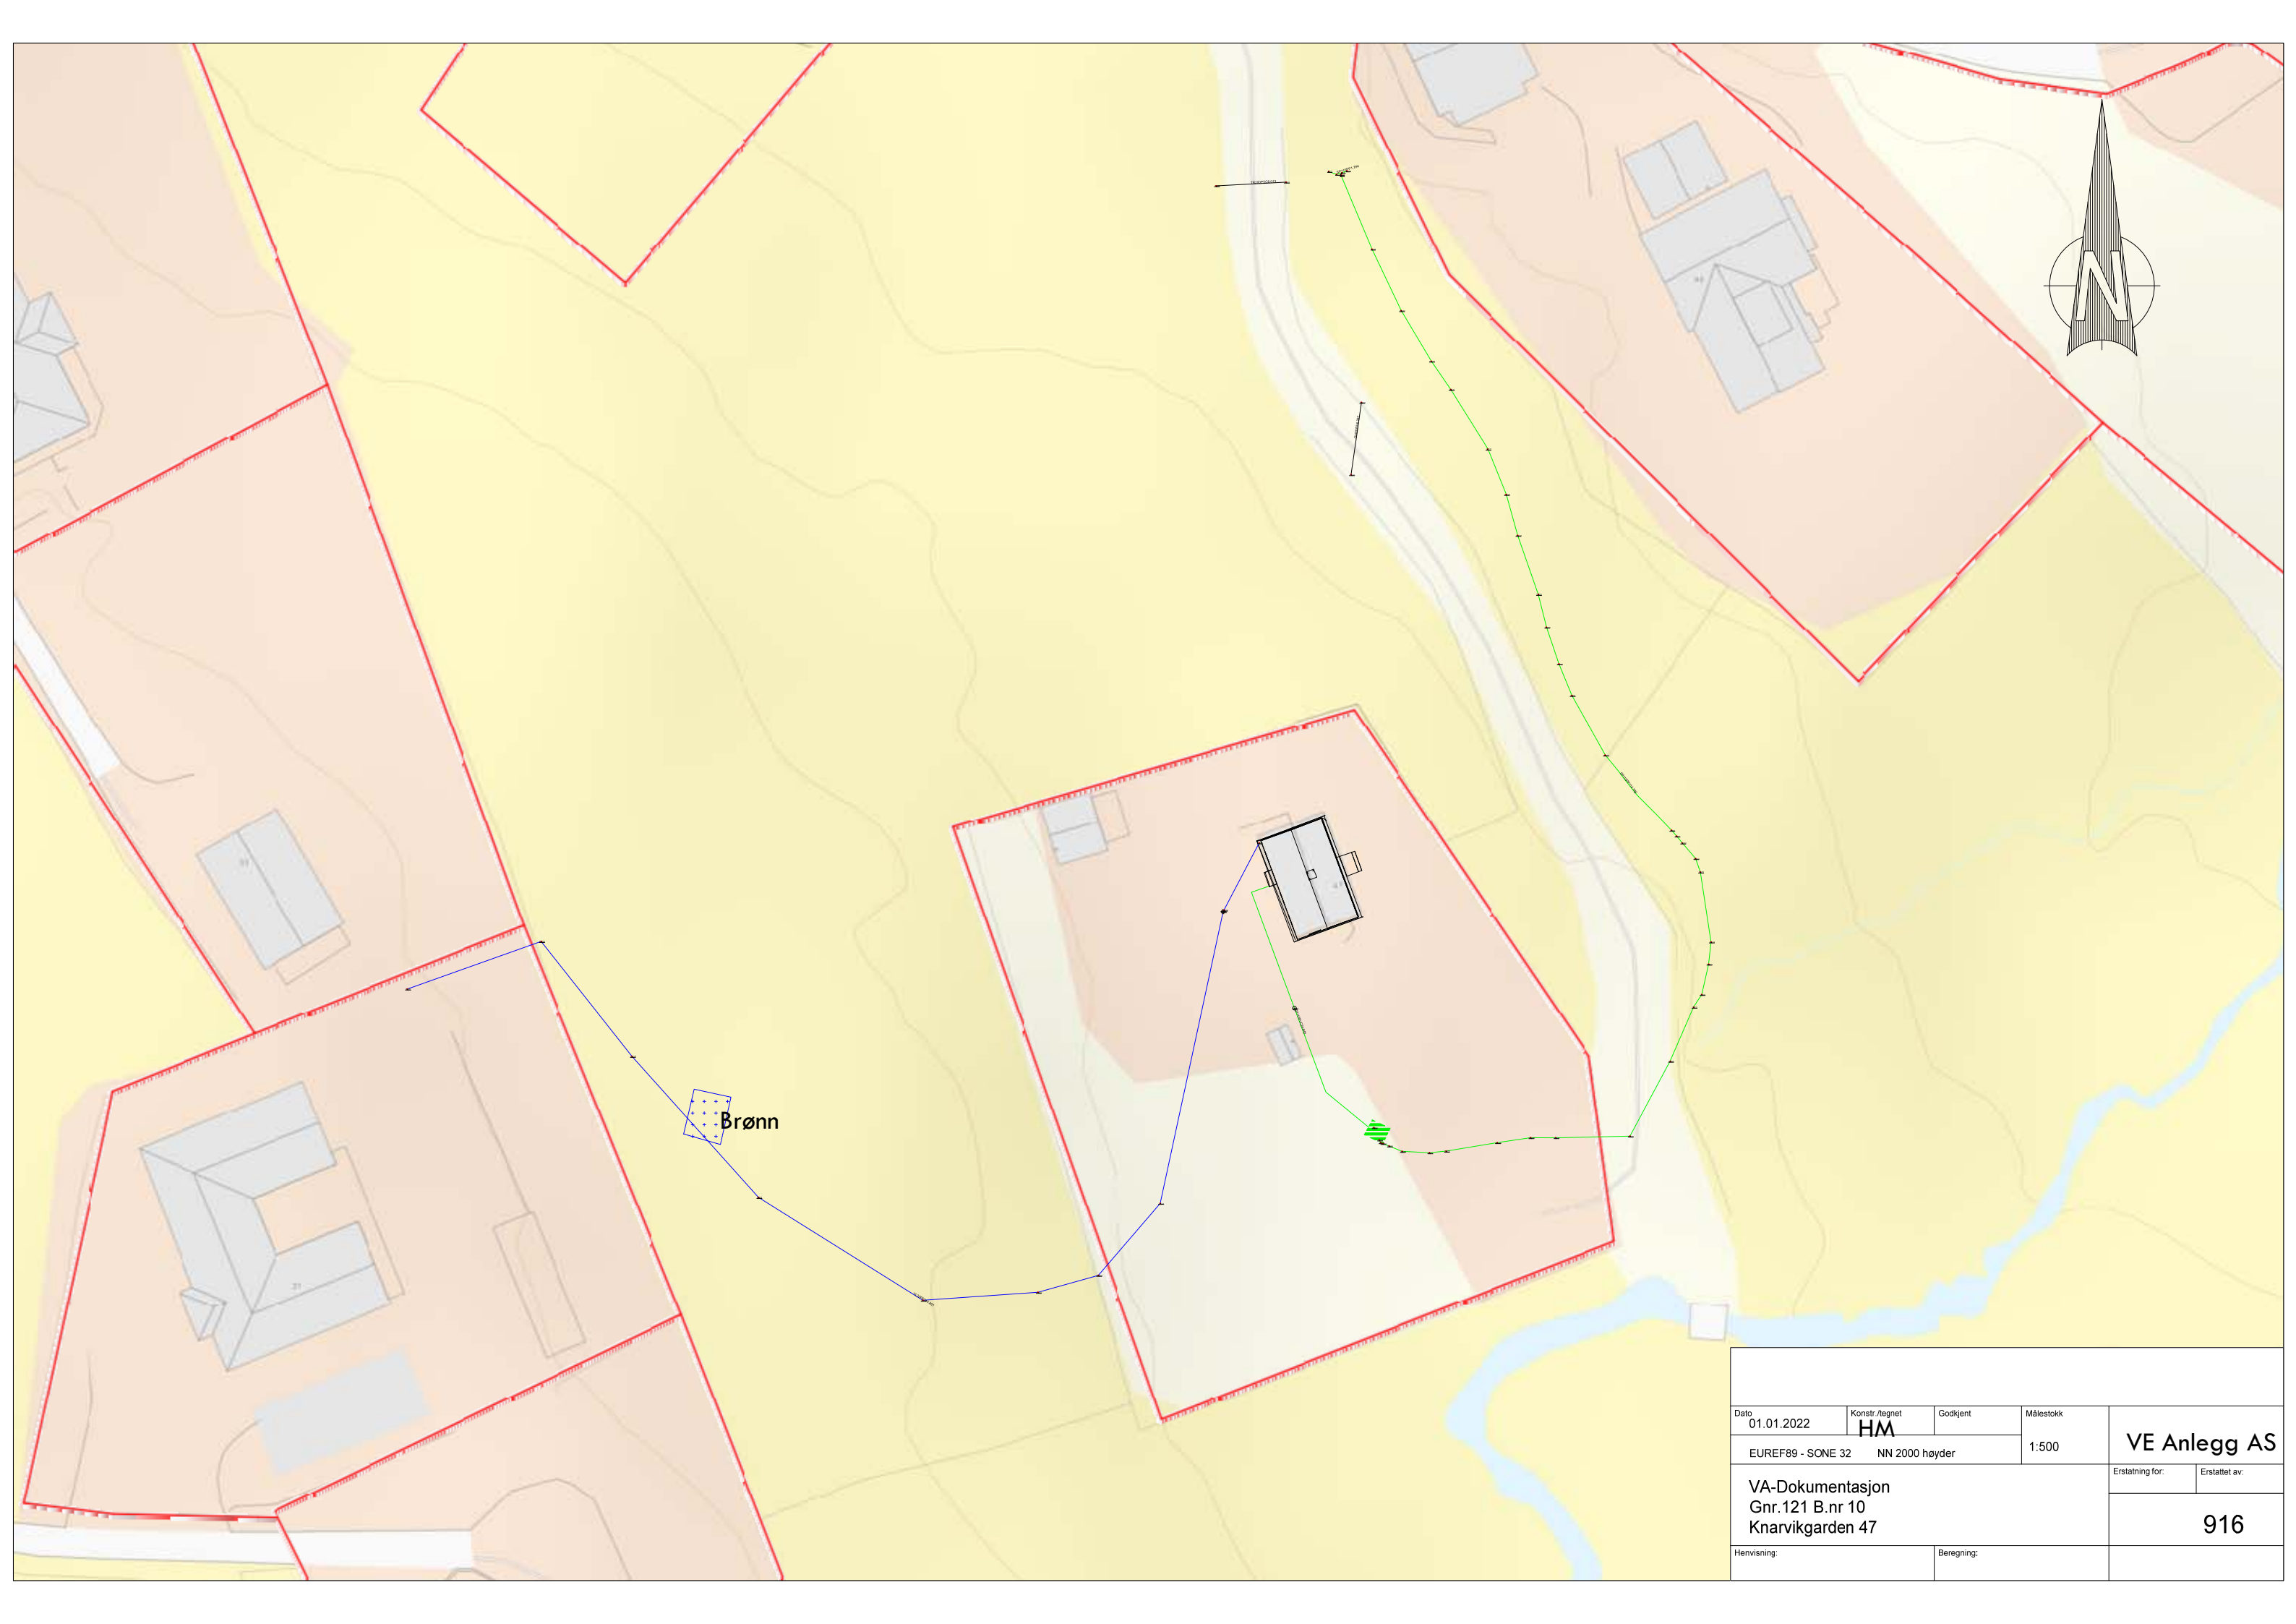 N
Brønn
31
Dato
01.01.2022
Konstr./tegnet
HM
Godkjent
Målestokk
1:500
EUREF89 - SONE 32 NN 2000 høyder
VE Anlegg AS
Erstatning for:
Erstattet av:
VA-Dokumentasjon
Gnr.121 B.nr 10
Knarvikgarden 47
916
Henvisning:
Beregning: